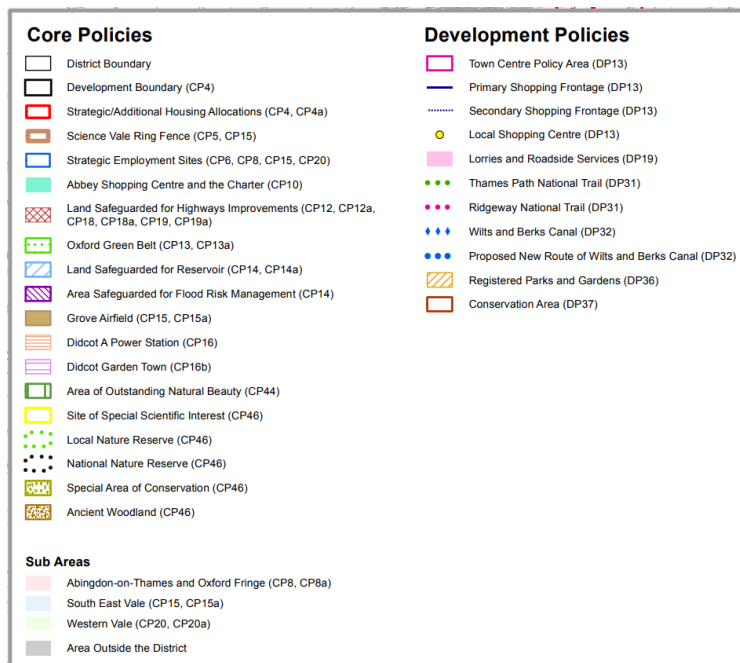 Core Policies
District Boundary
Development Boundary (CP4)
Strategic/Additional Housing Allocations (CP4, CP4a)
Science Vale Ring Fence (CP5, CP15)
Strategic Employment Sites (CP6, CP8, CP15, CP20)
Abbey Shopping Centre and the Charter (CP10)
Land Safeguarded for Highways Improvements (CP12, CP12a,
CP18, CP18a, CP19, CP19a)
Oxford Green Belt (CP13, CP13a)
Land Safeguarded for Reservoir (CP14, CP14a)
Area Safeguarded for Flood Risk Management (CP14)
Grove Airfield (CP15, CP15a)
Didcot A Power Station (CP16)
Didcot Garden Town (CP16b)
Area of Outstanding Natural Beauty (CP44)
Site of Special Scientific Interest (CP46)
Local Nature Reserve (CP46)
National Nature Reserve (CP46)
Special Area of Conservation (CP46)
Ancient Woodland (CP46)
Sub Areas
Abingdon-on-Thames and Oxford Fringe (CP8, CP8a)
South East Vale (CP15, CP15a)
Western Vale (CP20, CP20a)
Area Outside the District
Development Policies
Town Centre Policy Area (DP13)
Primary Shopping Frontage (DP13)
Secondary Shopping Frontage (DP13)
Local Shopping Centre (DP13)
Lorries and Roadside Services (DP19)
Thames Path National Trail (DP31)
Ridgeway National Trail (DP31)
Wilts and Berks Canal (DP32)
Proposed New Route of Wilts and Berks Canal (DP32)
Registered Parks and Gardens (DP36)
Conservation Area (DP37)